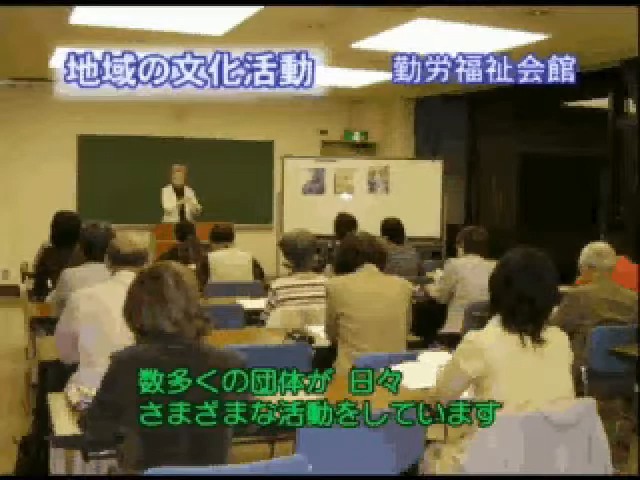 地域の文化活動
勤労福祉会館
数多くの団体が 日々
さまざまな活動をしています